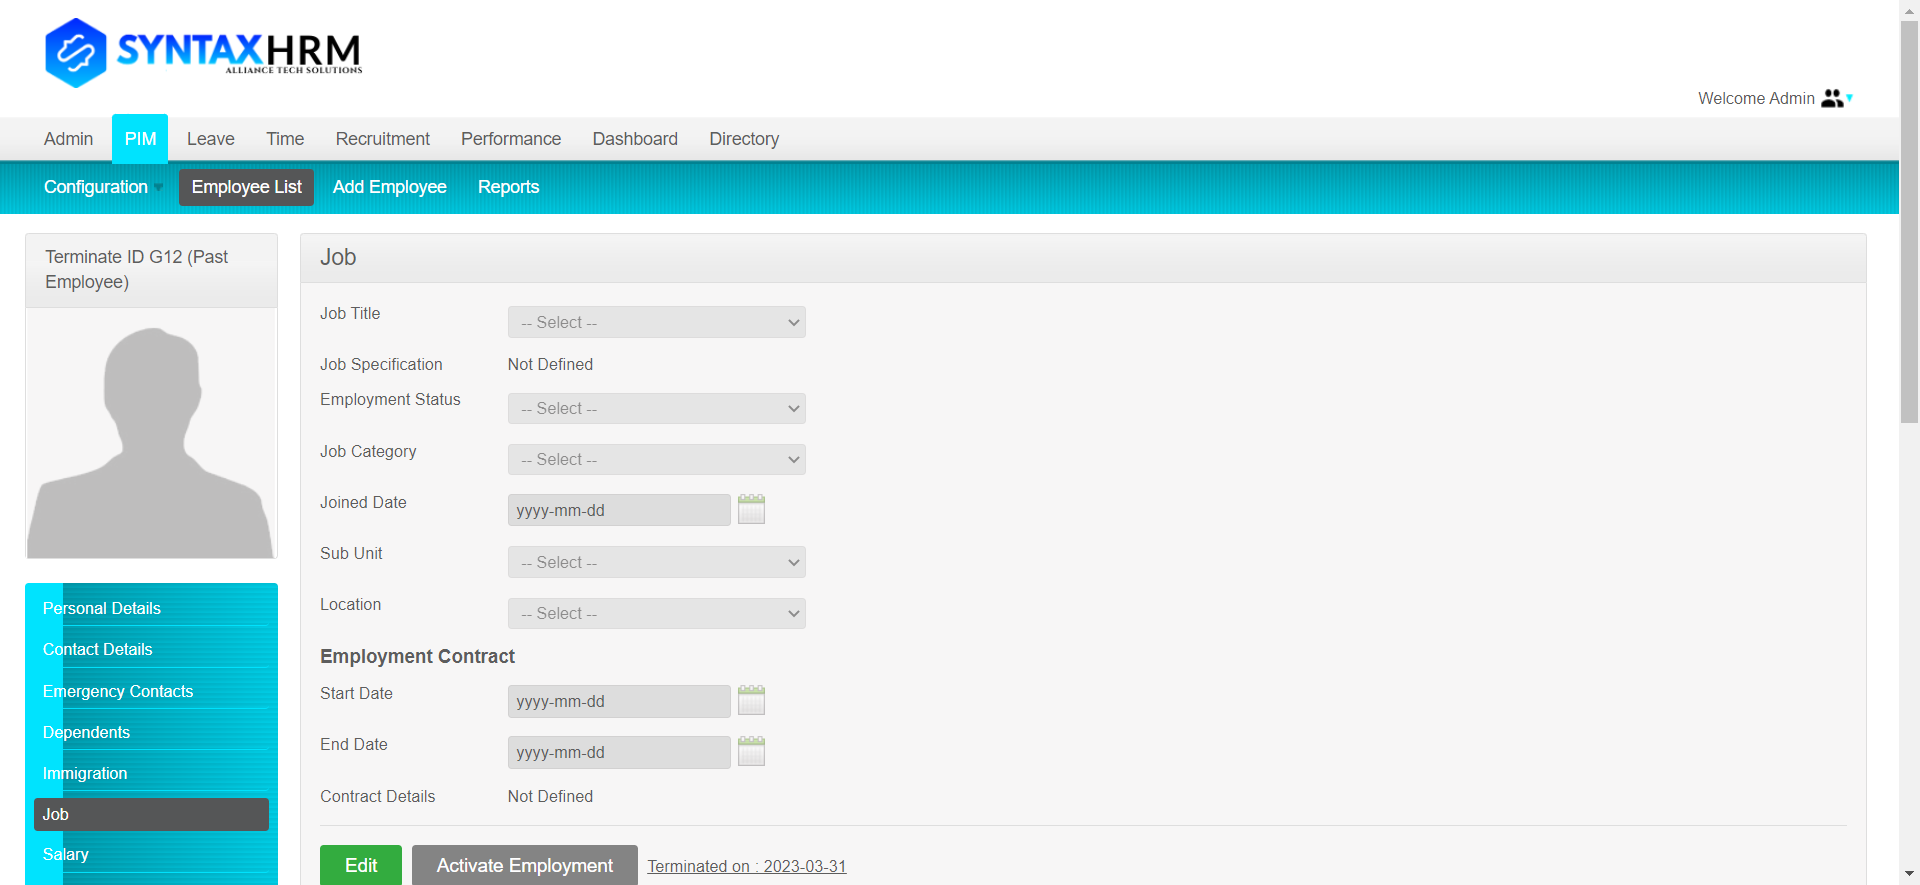 SYNTAXHRM
ALLIANCE TECH SOLUTIONS
Welcome Admin
Admin PIM Leave Time Recruitment Performance Dashboard Directory
Configuration Employee List Add Employee Reports
Terminate ID G12 (Past
Employee)
Personal Details
Contact Details
Emergency Contacts
Dependents
Immigration
Job
Salary
Job
Job Title -- Select --
Job Specification Not Defined
Employment Status -- Select --
Job Category -- Select --
Joined Date yyyy-mm-dd
Sub Unit -- Select --
Location -- Select --
Employment Contract
Start Date yyyy-mm-dd
End Date yyyy-mm-dd
Contract Details Not Defined
Edit Activate Employment Terminated on : 2023-03-31